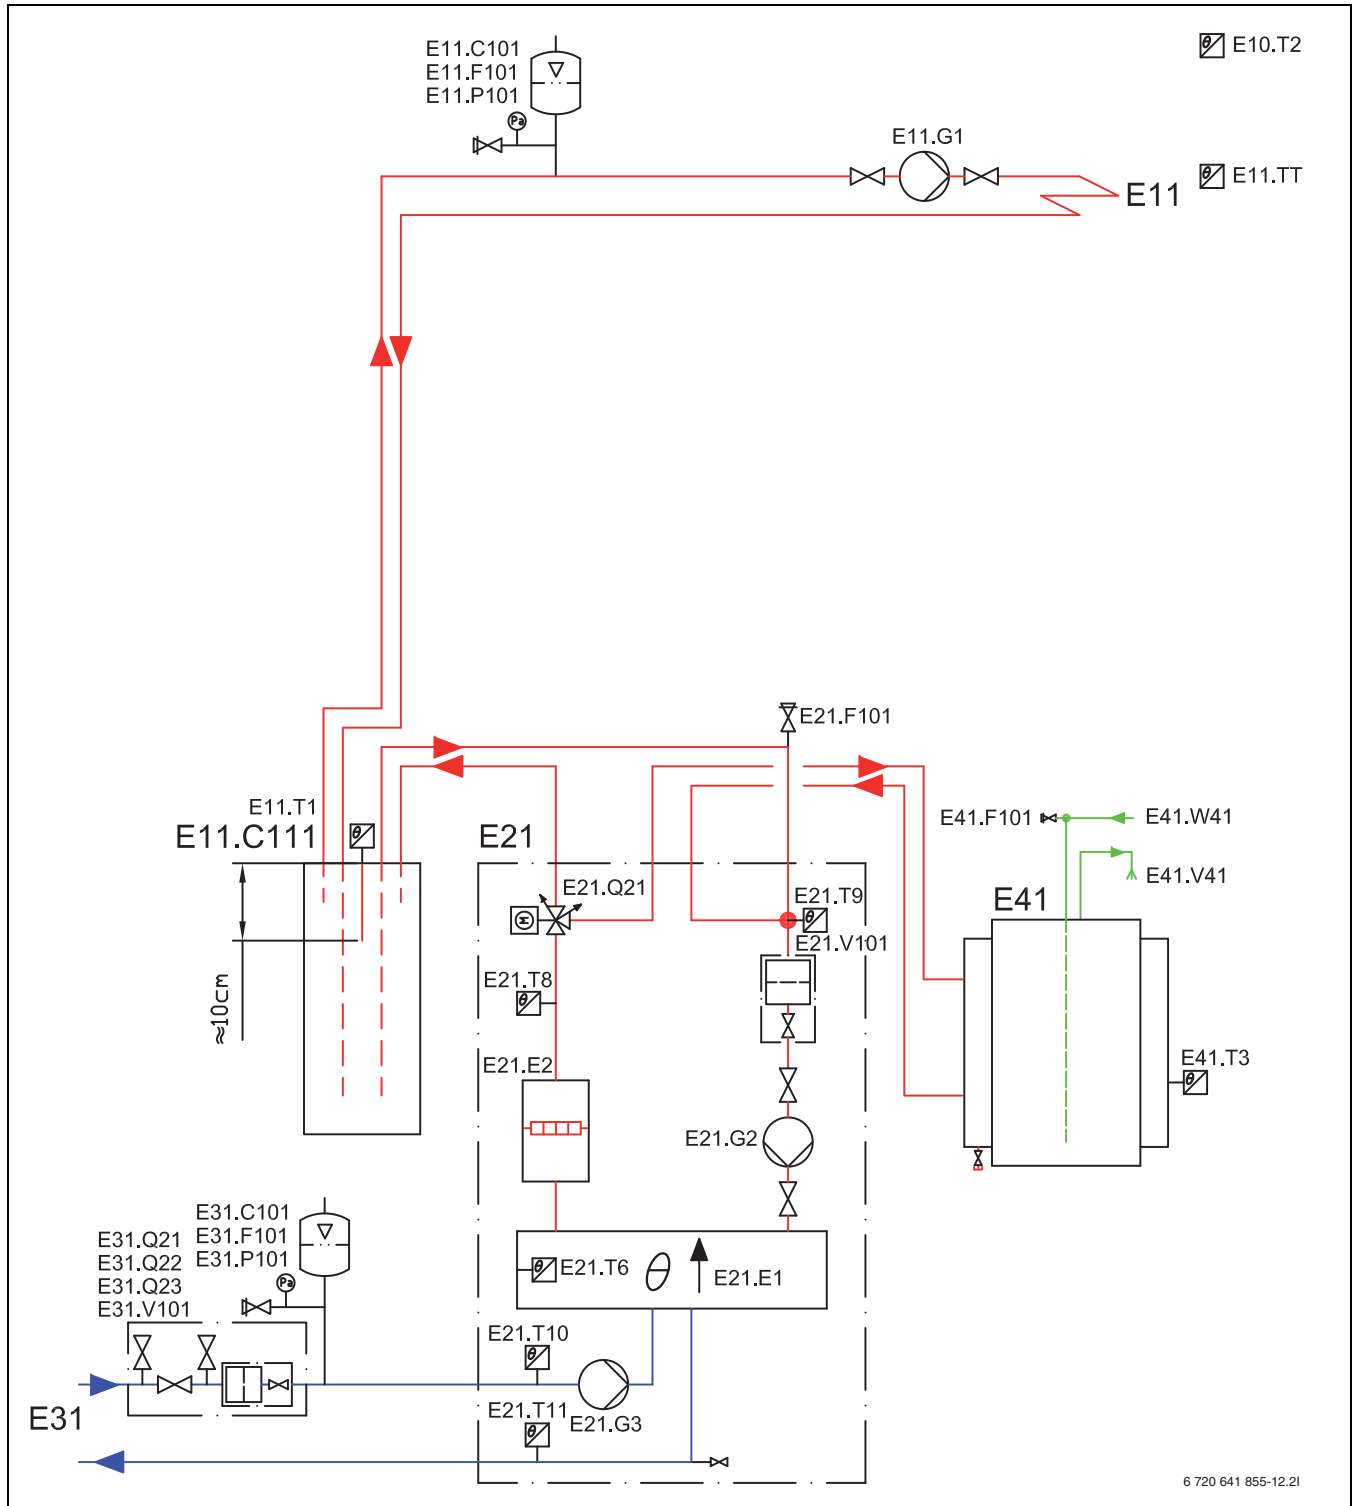 E11.C101
E11.F101
E11.P101
Pa
E10.T2
θ
E11.G1
E11
E11.TT
θ
E21.F101
E11.T1
E11.C111
θ
≈10cm
E21
E21.Q21
M
E21.T9
θ
E21.V101
E21.T8
θ
E21.E2
E21.G2
E21.T6
θ
E21.E1
E41.F101
E41.W41
E41.V41
E41
E41.T3
θ
E31.C101
E31.F101
E31.P101
Pa
E31.Q21
E31.Q22
E31.Q23
E31.V101
E31
E21.T10
θ
E21.G3
E21.T11
θ
6 720 641 855-12.2I